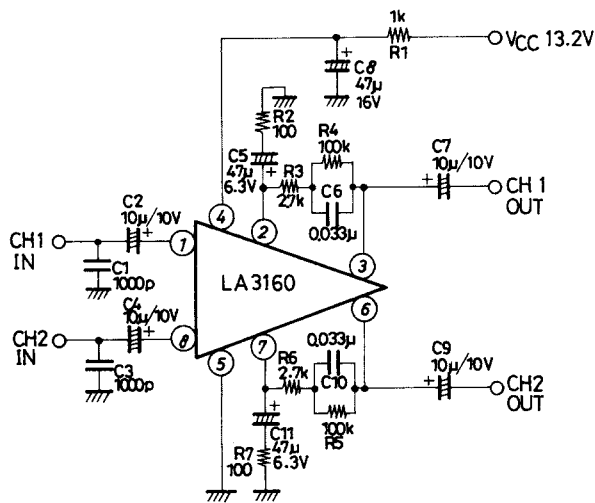 1k
R1
VCC 13.2V
C8
47µ
16V
R2
100
R4
100k
C5
47µ
6.3V
R3
2.7k
C7
10µ/10V
CH 1
OUT
C6
0.033µ
C2
10µ/10V
4
2
CH1
IN
1
3
C1
1000p
LA3160
C4
10µ/10V
6
CH2
IN
8
5
7
0.033µ
C9
10µ/10V
C3
1000p
R6
2.7k
C10
CH2
OUT
100k
R5
C11
47µ
6.3V
R7
100